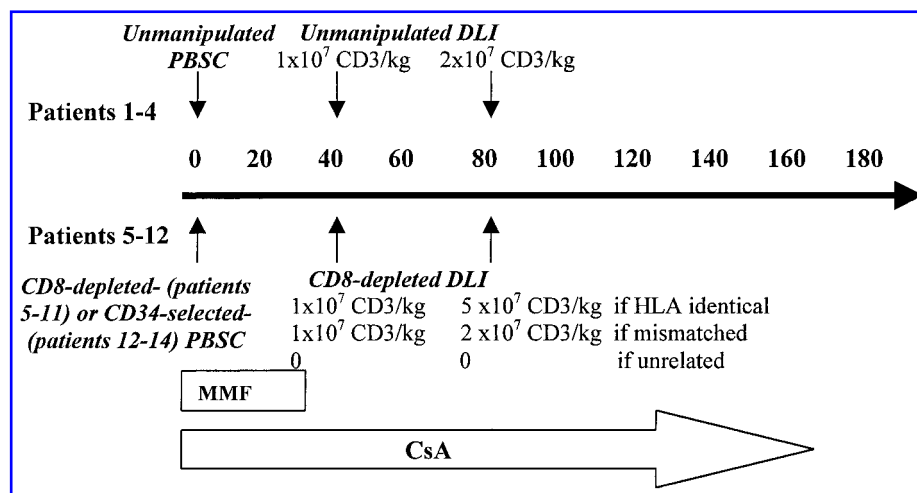 Unmanipulated Unmanipulated DLI
PBSC 1x10⁷ CD3/kg 2x10⁷ CD3/kg
Patients 1-4
0 20 40 60 80 100 120 140 160 180
Patients 5-12
CD8-depleted- (patients
5-11) or CD34-selected-
(patients 12-14) PBSC
CD8-depleted DLI
1x10⁷ CD3/kg 5 x10⁷ CD3/kg if HLA identical
1x10⁷ CD3/kg 2 x10⁷ CD3/kg if mismatched
0 0 if unrelated
MMF
CsA